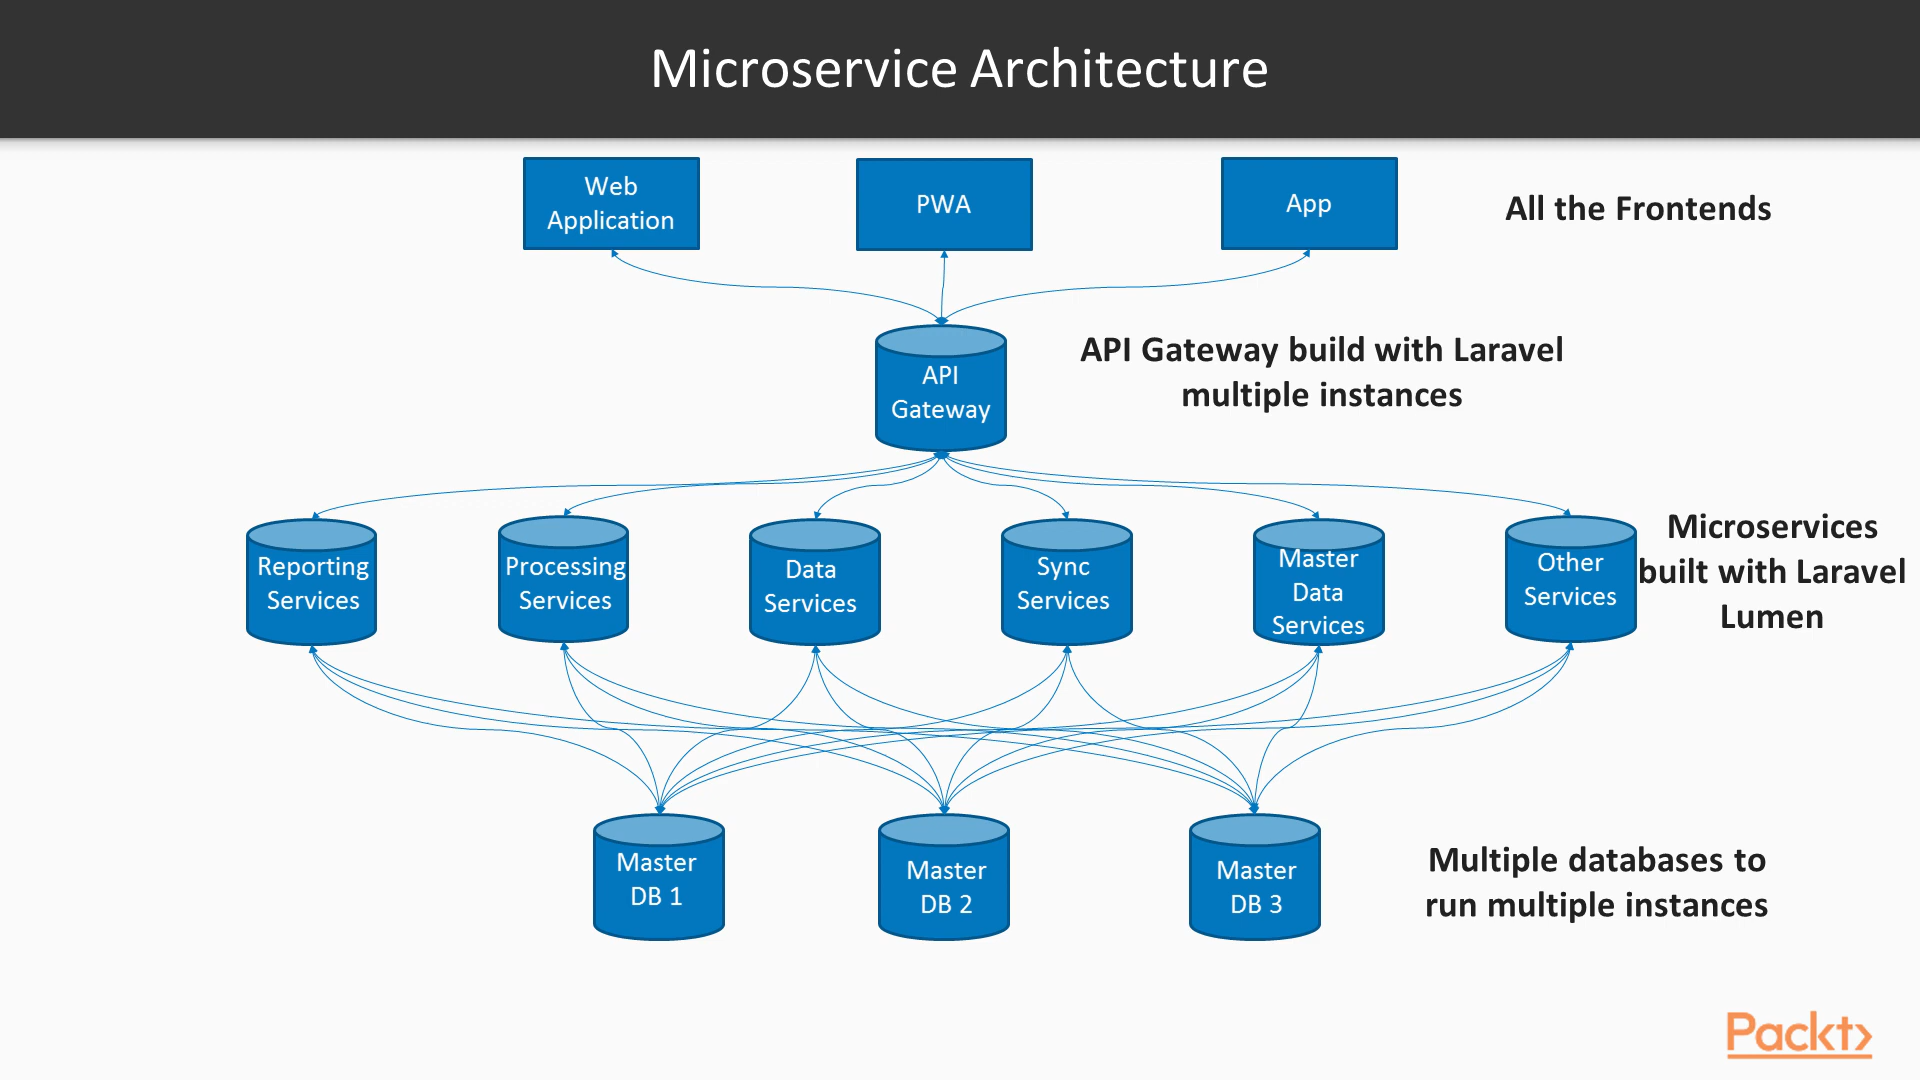 Microservice Architecture
Web
Application
PWA
App
All the Frontends
API
Gateway
API Gateway build with Laravel
multiple instances
Reporting
Services
Processing
Services
Data
Services
Sync
Services
Master
Data
Services
Other
Services
Microservices
built with Laravel
Lumen
Master
DB 1
Master
DB 2
Master
DB 3
Multiple databases to
run multiple instances
Packt>